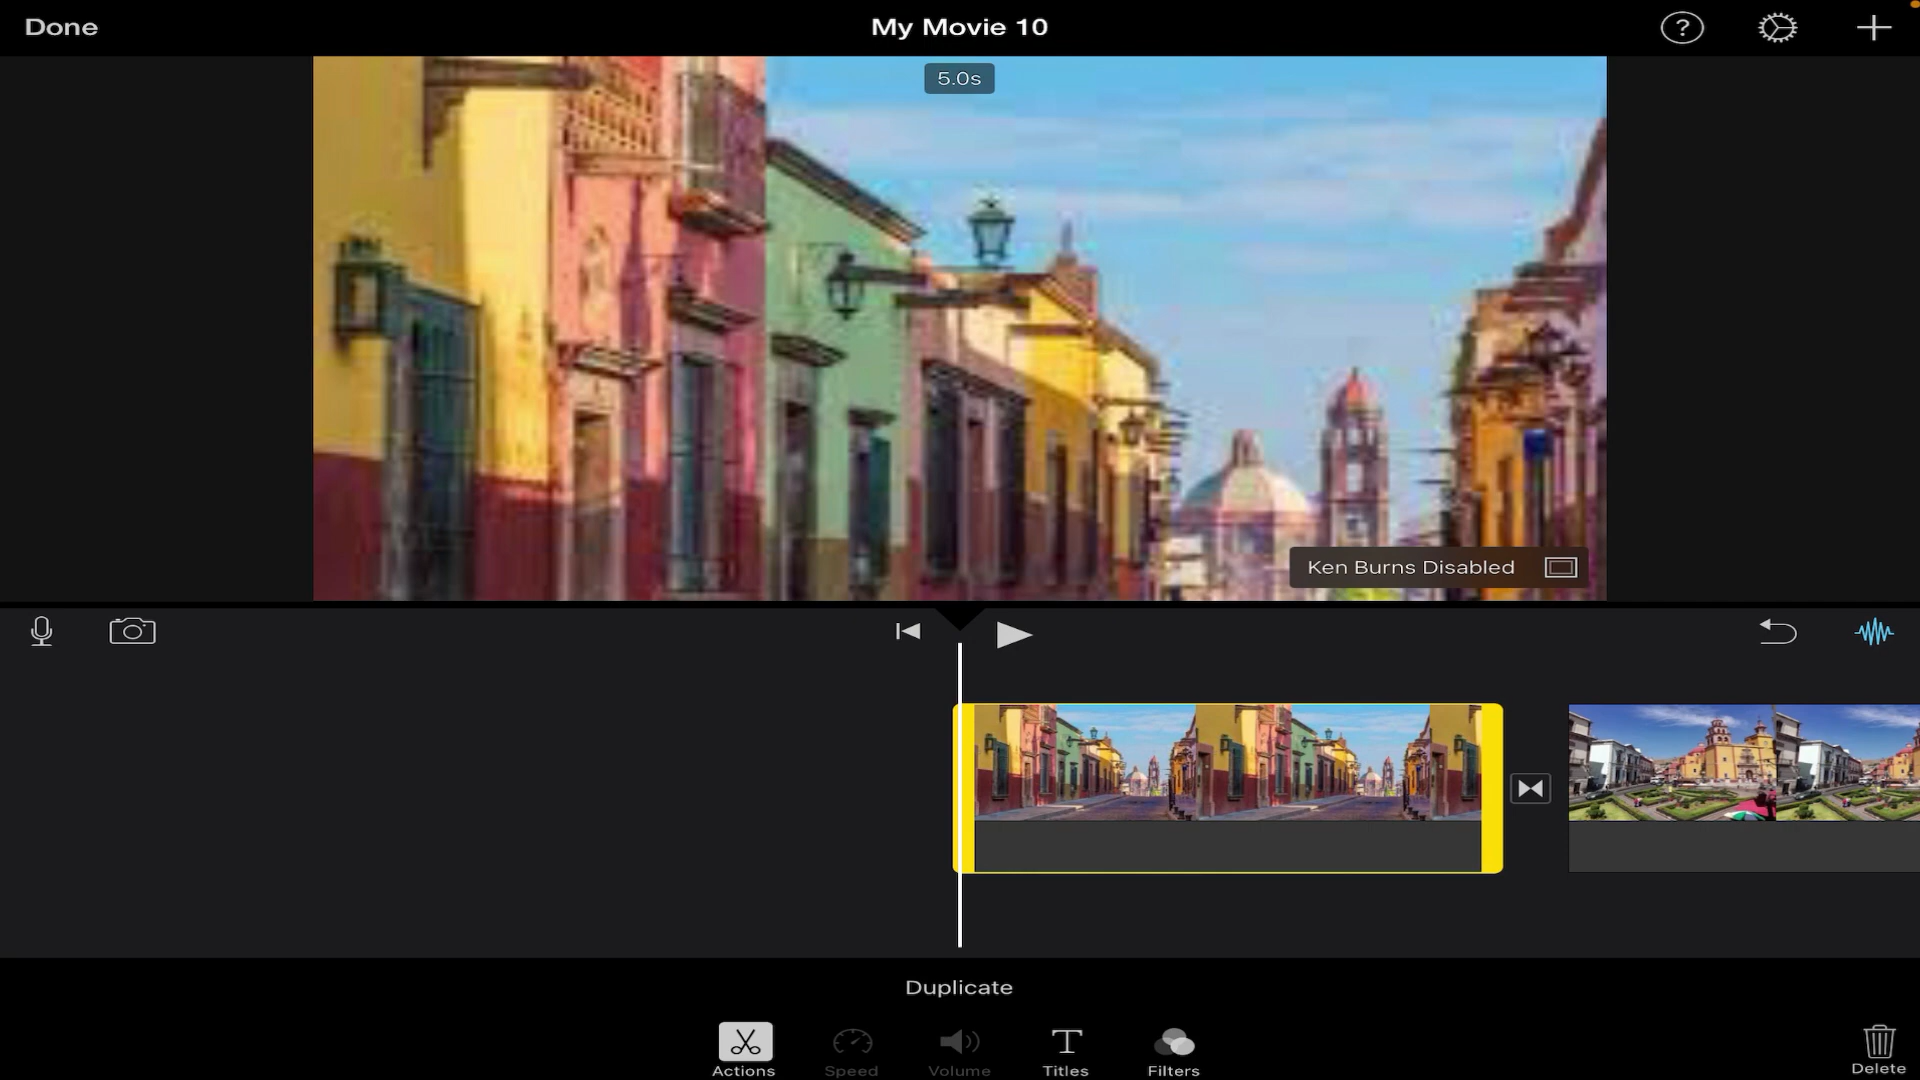 Done
My Movie 10
?
5.0s
Ken Burns Disabled
Duplicate
T
Actions
Speed
Volume
Titles
Filters
Delete